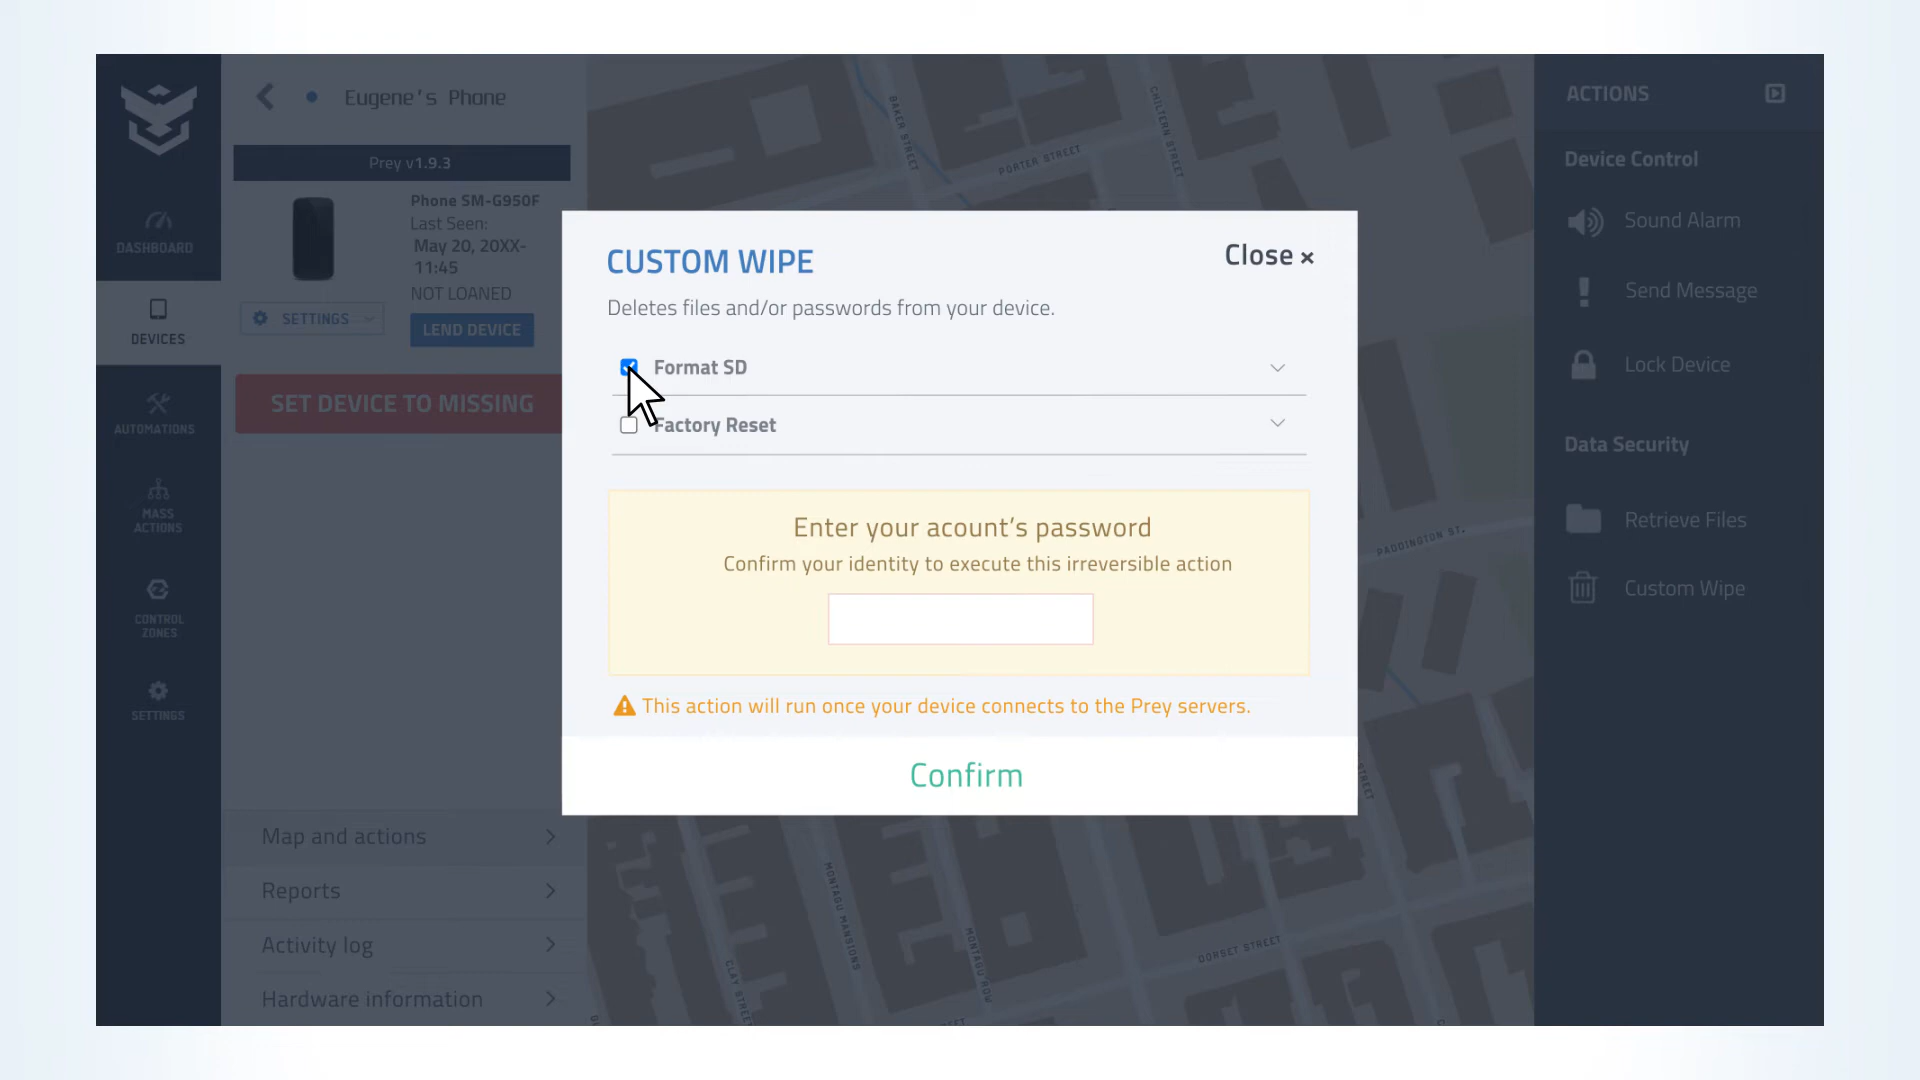 Eugene's Phone
Prey v1.9.3
Phone SM-G950F
Last Seen:
May 20, 20XX-
11:45
NOT LOANED
SETTINGS
LEND DEVICE
SET DEVICE TO MISSING
DASHBOARD
DEVICES
AUTOMATIONS
MASS
ACTIONS
CONTROL
ZONES
SETTINGS
Map and actions
Reports
Activity log
Hardware information
BAKER STREET
PORTER STREET
CHILTERN STREET
PADDINGTON ST.
MONTAGU MANSIONS
MONTAGU ROW
CLAY STREET
DORSET STREET
STREET
CUSTOM WIPE
Close ×
Deletes files and/or passwords from your device.
Format SD
Factory Reset
Enter your acount's password
Confirm your identity to execute this irreversible action
This action will run once your device connects to the Prey servers.
Confirm
ACTIONS
Device Control
Sound Alarm
Send Message
Lock Device
Data Security
Retrieve Files
Custom Wipe